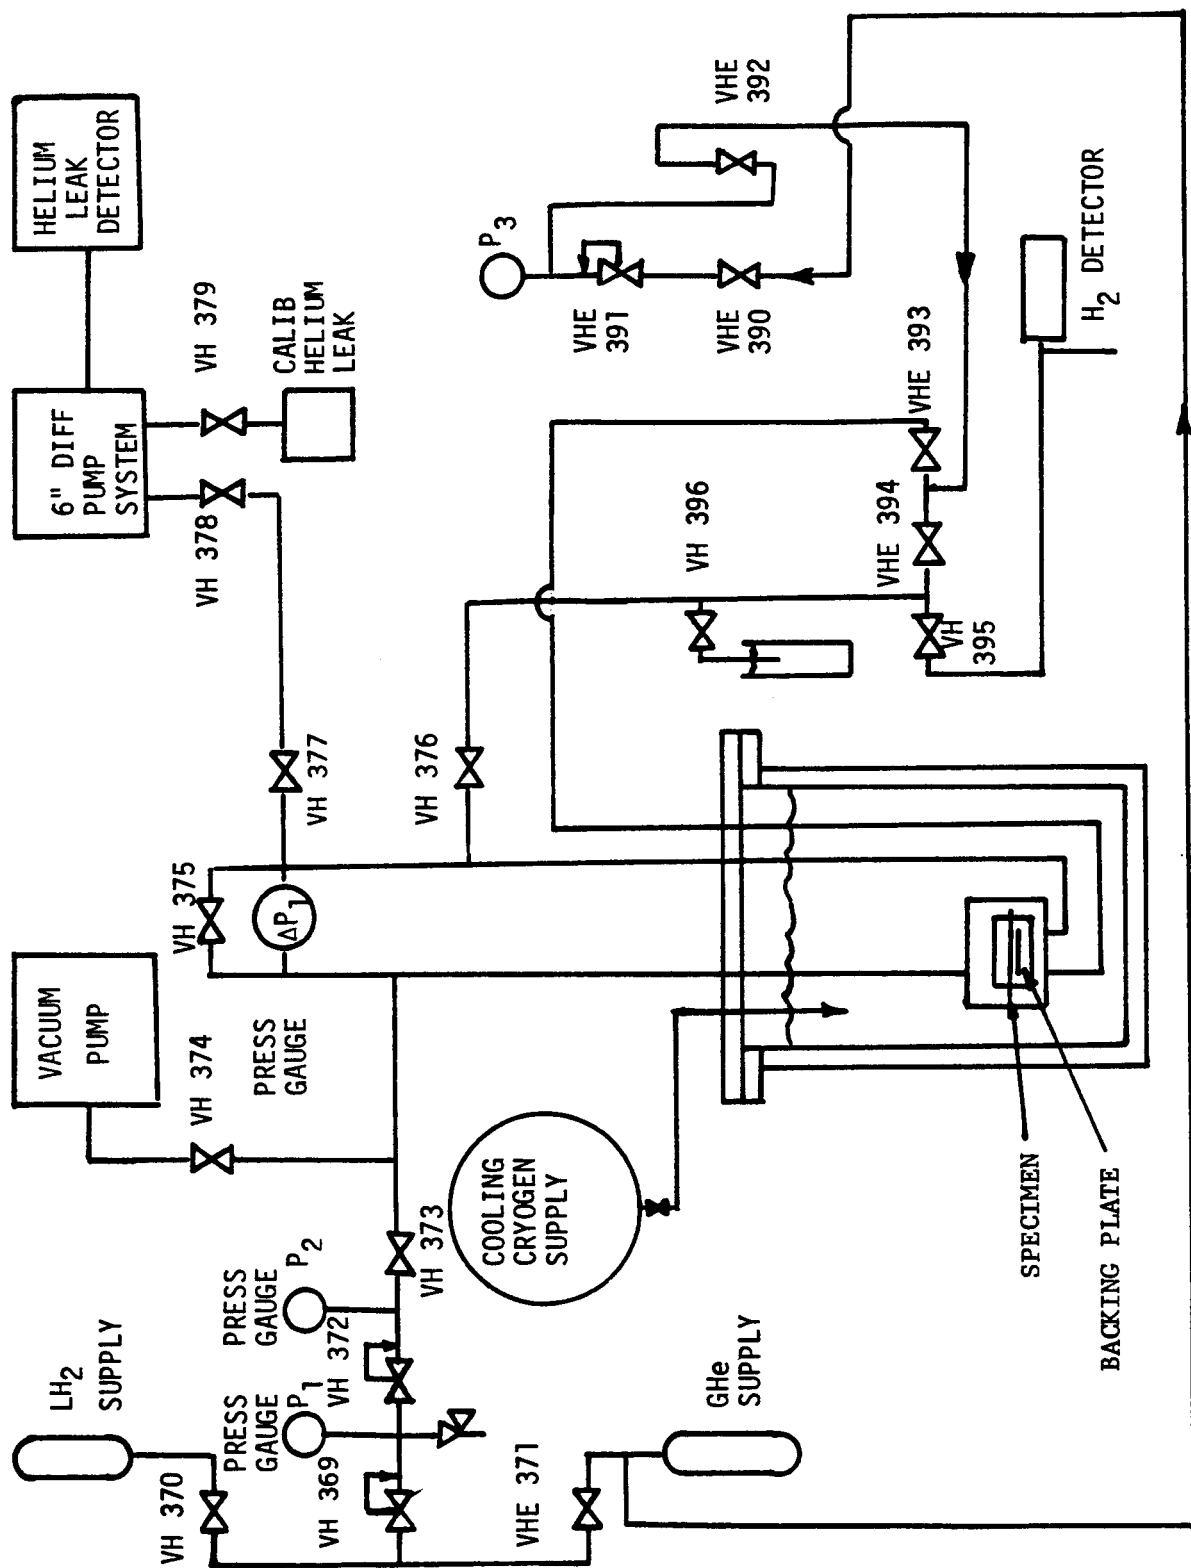 HELIUM
LEAK
DETECTOR
6" DIFF
PUMP
SYSTEM
VH 379
CALIB
HELIUM
LEAK
VH 378
VH 377
VH 375
ΔP1
VACUUM
PUMP
VH 374
PRESS
GAUGE
VH 376
VHE
392
P3
VHE
391
VHE
390
VHE 393
H2 DETECTOR
VHE 394
VH 396
VH
395
COOLING
CRYOGEN
SUPPLY
VH 373
PRESS
GAUGE P2
VH 372
PRESS
GAUGE P1
VH 369
LH2
SUPPLY
VH 370
VHE 371
GHe
SUPPLY
SPECIMEN
BACKING PLATE